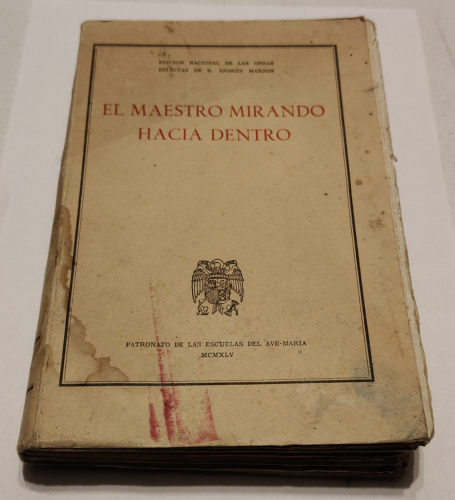 EDICION NACIONAL DE LAS OBRAS
SELECTAS DE D. ANDRES MANJON
EL MAESTRO MIRANDO
HACIA DENTRO
PATRONATO DE LAS ESCUELAS DEL AVE-MARIA
MCMXLV